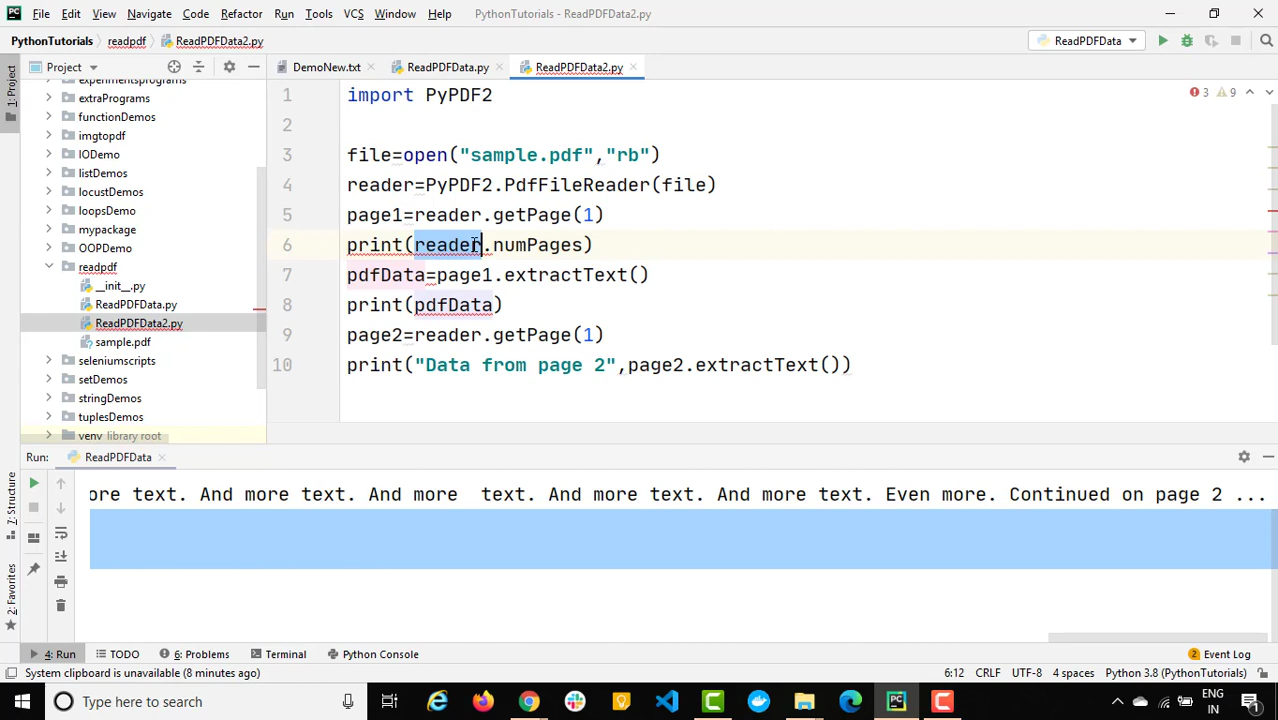 File Edit View Navigate Code Refactor Run Tools VCS Window Help PythonTutorials - ReadPDFData2.py
PythonTutorials readpdf ReadPDFData2.py ReadPDFData
Project DemoNew.txt ReadPDFData.py ReadPDFData2.py
1: Project
experimentsprograms
extraPrograms
functionDemos
imgtopdf
IODemo
listDemos
locustDemos
loopsDemo
mypackage
OOPDemo
readpdf
__init__.py
ReadPDFData.py
ReadPDFData2.py
sample.pdf
seleniumscripts
setDemos
stringDemos
tuplesDemos
venv library root
3 9
1 import PyPDF2
2
3 file=open("sample.pdf","rb")
4 reader=PyPDF2.PdfFileReader(file)
5 page1=reader.getPage(1)
6 print(reader.numPages)
7 pdfData=page1.extractText()
8 print(pdfData)
9 page2=reader.getPage(1)
10 print("Data from page 2",page2.extractText())
Run: ReadPDFData
ore text. And more text. And more  text. And more text. And more text. Even more. Continued on page 2 ...
7: Structure
2: Favorites
4: Run TODO 6: Problems Terminal Python Console 2 Event Log
System clipboard is unavailable (8 minutes ago) 6:12 CRLF UTF-8 4 spaces Python 3.8 (PythonTutorials)
Type here to search ENG
IN
1